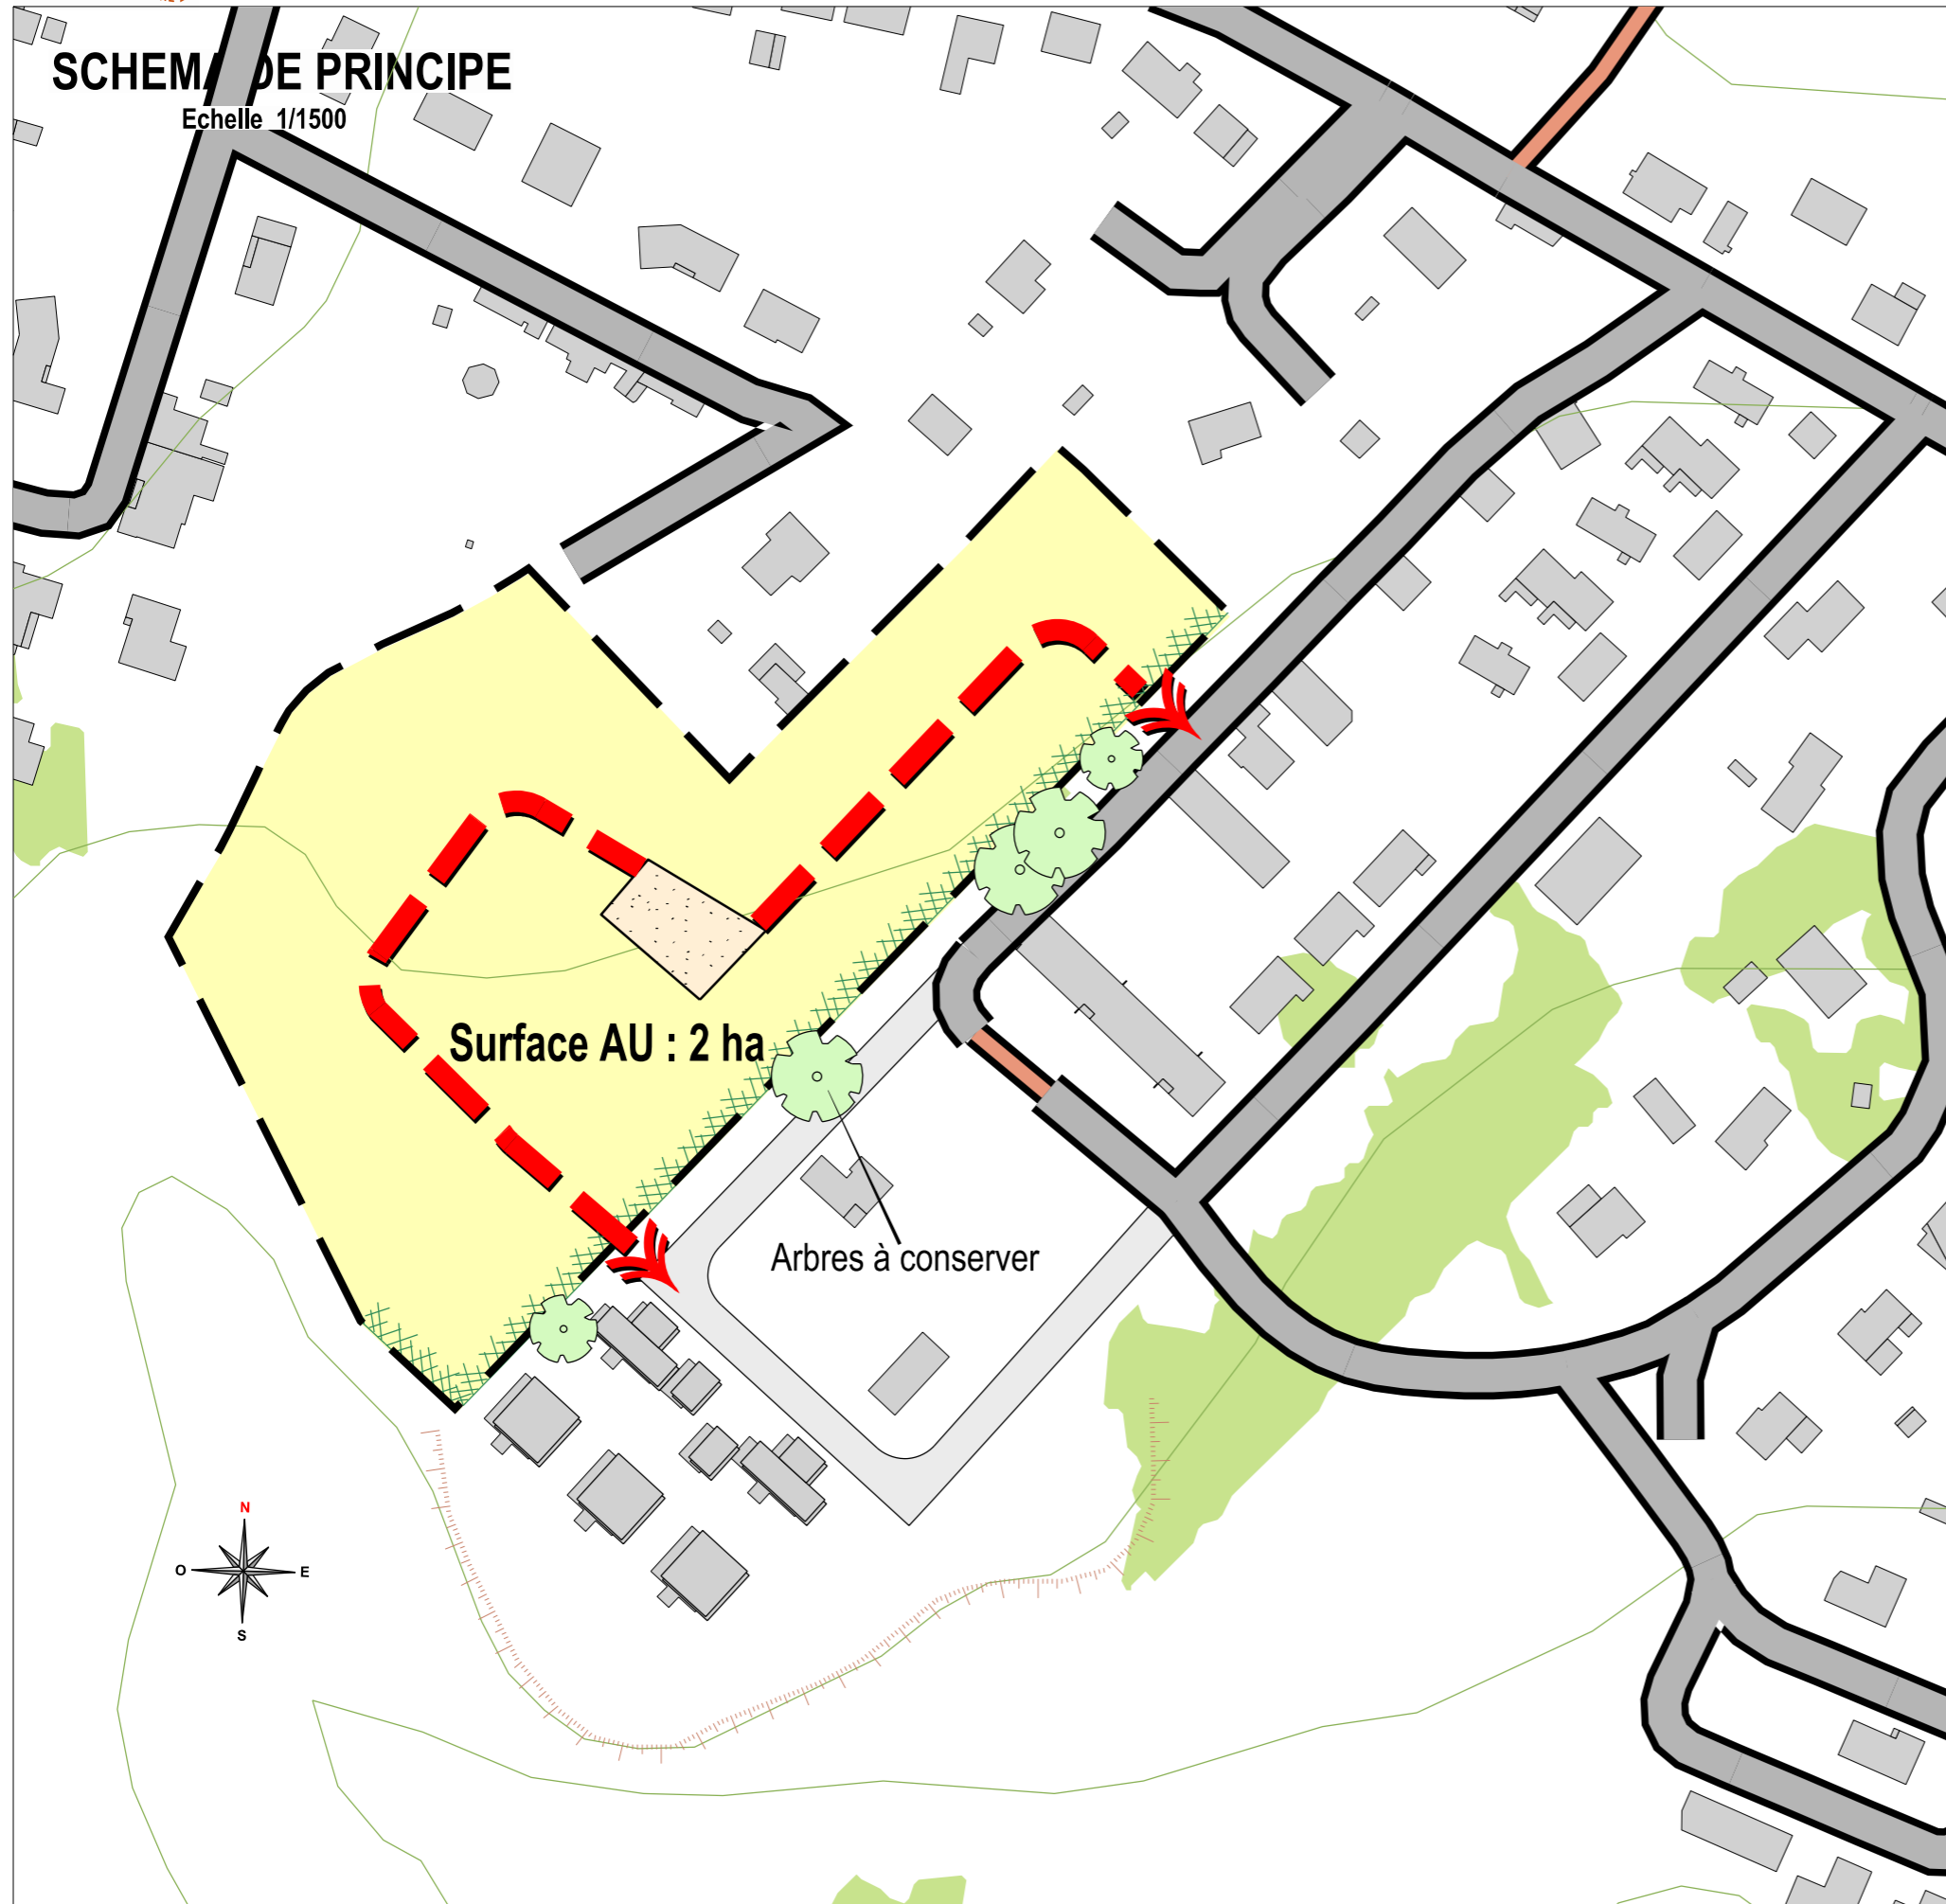 SCHEMA DE PRINCIPE
Echelle 1/1500
Surface AU : 2 ha
Arbres à conserver
N
O E
S